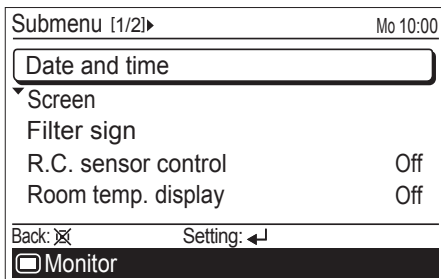 Submenu [1/2] Mo 10:00
Date and time
Screen
Filter sign
R.C. sensor control Off
Room temp. display Off
Back: Setting:
Monitor